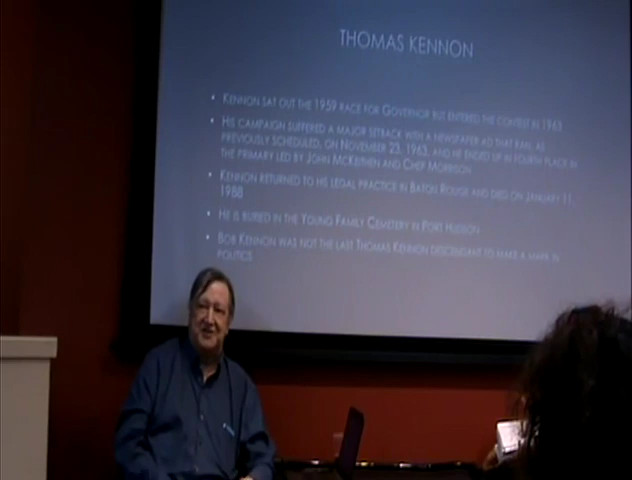 THOMAS KENNON
• KENNON SAT OUT THE 1959 RACE FOR GOVERNOR BUT ENTERED THE CONTEST IN 1963
• HIS CAMPAIGN SUFFERED A MAJOR SETBACK WITH A NEWSPAPER AD THAT RAN, AS
PREVIOUSLY SCHEDULED, ON NOVEMBER 23, 1963, AND HE ENDED UP IN FOURTH PLACE IN
THE PRIMARY LED BY JOHN MCKEITHEN AND CHEP MORRISON
• KENNON RETURNED TO HIS LEGAL PRACTICE IN BATON ROUGE AND DIED ON JANUARY 11,
1988
• HE IS BURIED IN THE YOUNG FAMILY CEMETERY IN PORT HUDSON
• BOB KENNON WAS NOT THE LAST THOMAS KENNON DESCENDANT TO MAKE A MARK IN
POLITICS